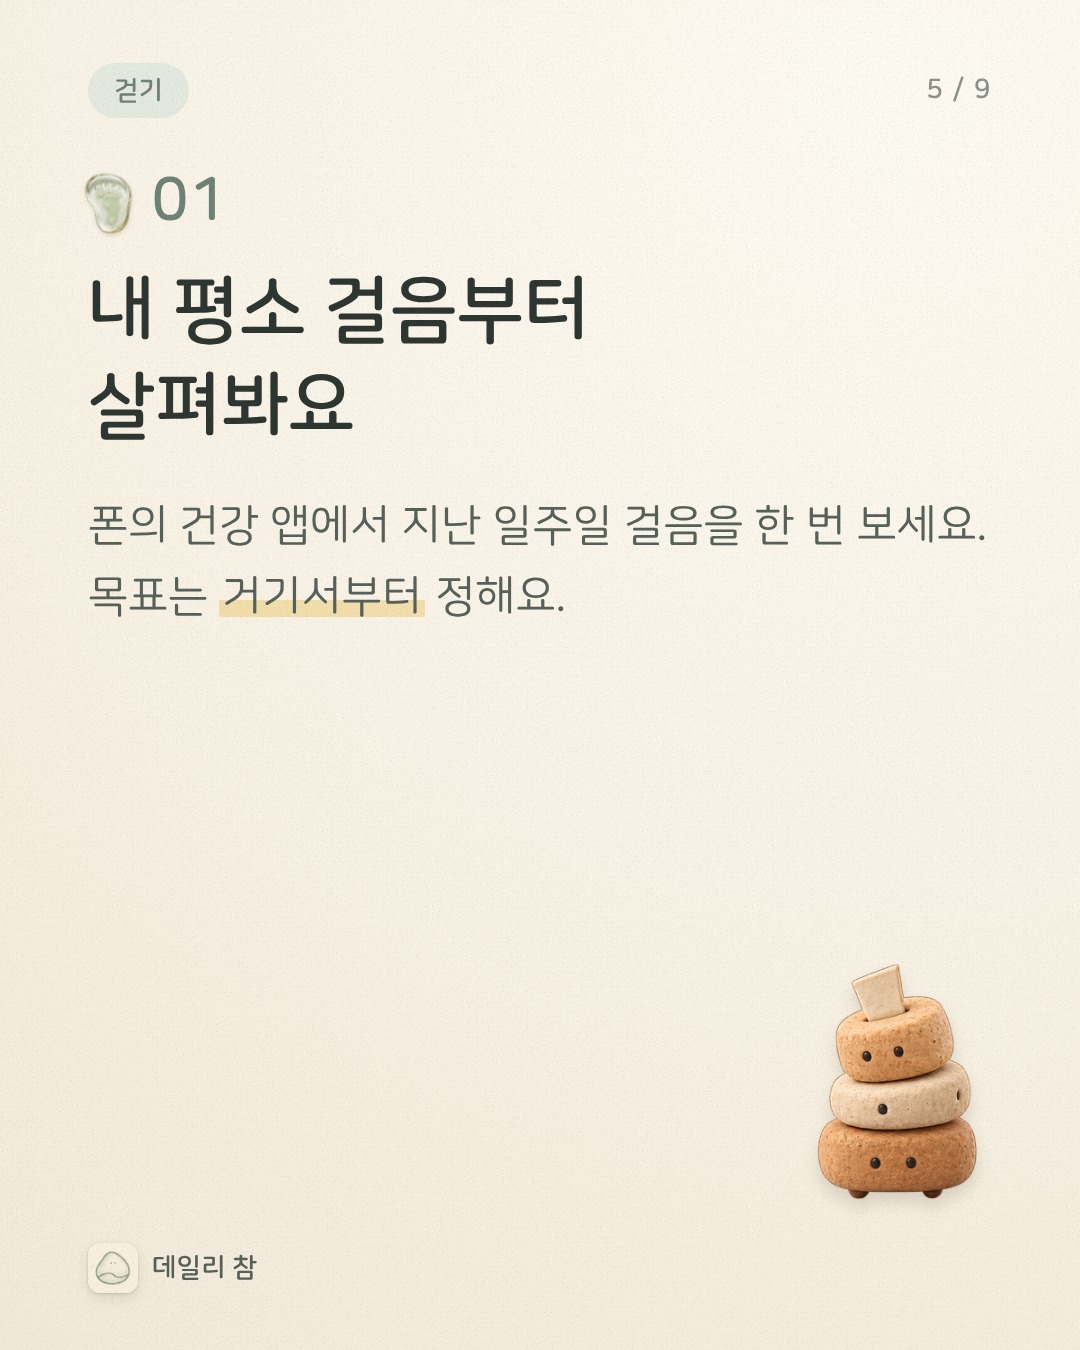 걷기
5 / 9
01
내 평소 걸음부터
살펴봐요
폰의 건강 앱에서 지난 일주일 걸음을 한 번 보세요.
목표는 거기서부터 정해요.
데일리 참